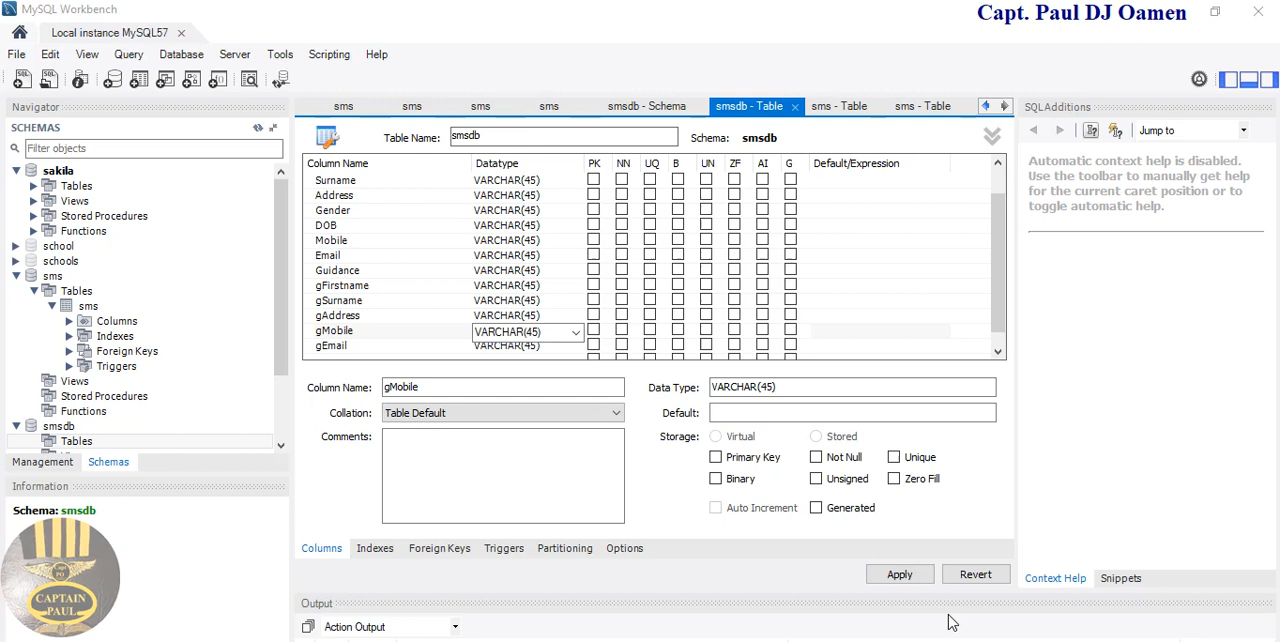 MySQL Workbench
Capt. Paul DJ Oamen
Local instance MySQL57
File Edit View Query Database Server Tools Scripting Help
Navigator
SCHEMAS
Filter objects
sakila
Tables
Views
Stored Procedures
Functions
school
schools
sms
Tables
sms
Columns
Indexes
Foreign Keys
Triggers
Views
Stored Procedures
Functions
smsdb
Tables
Management Schemas
Information
Schema: smsdb
CAPTAIN
PAUL
sms sms sms sms smsdb - Schema smsdb - Table sms - Table sms - Table
Table Name: smsdb Schema: smsdb
Column Name Datatype PK NN UQ B UN ZF AI G Default/Expression
Surname VARCHAR(45)
Address VARCHAR(45)
Gender VARCHAR(45)
DOB VARCHAR(45)
Mobile VARCHAR(45)
Email VARCHAR(45)
Guidance VARCHAR(45)
gFirstname VARCHAR(45)
gSurname VARCHAR(45)
gAddress VARCHAR(45)
gMobile VARCHAR(45)
gEmail VARCHAR(45)
Column Name: gMobile Data Type: VARCHAR(45)
Collation: Table Default Default:
Comments: Storage: Virtual Stored
Primary Key Not Null Unique
Binary Unsigned Zero Fill
Auto Increment Generated
Columns Indexes Foreign Keys Triggers Partitioning Options
Apply Revert
Output
Action Output
SQLAdditions
Jump to
Automatic context help is disabled.
Use the toolbar to manually get help
for the current caret position or to
toggle automatic help.
Context Help Snippets